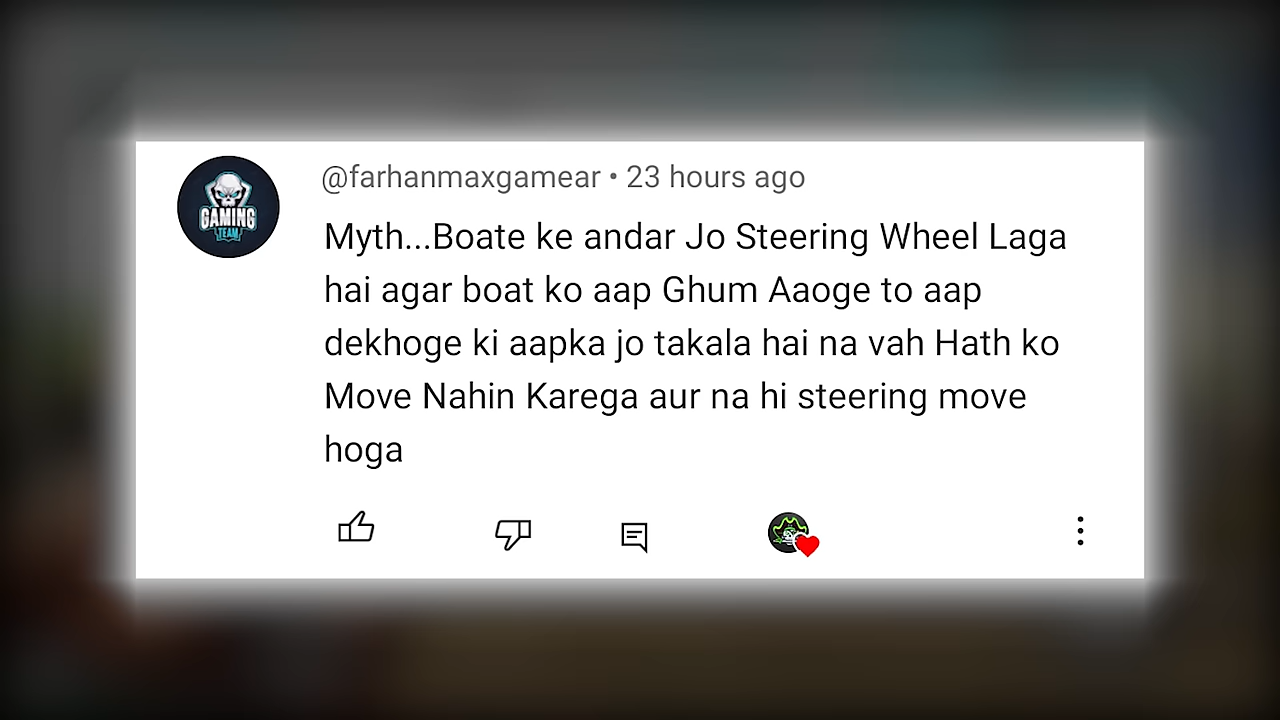 GAMING
TEAM
@farhanmaxgamear • 23 hours ago
Myth...Boate ke andar Jo Steering Wheel Laga
hai agar boat ko aap Ghum Aaoge to aap
dekhoge ki aapka jo takala hai na vah Hath ko
Move Nahin Karega aur na hi steering move
hoga